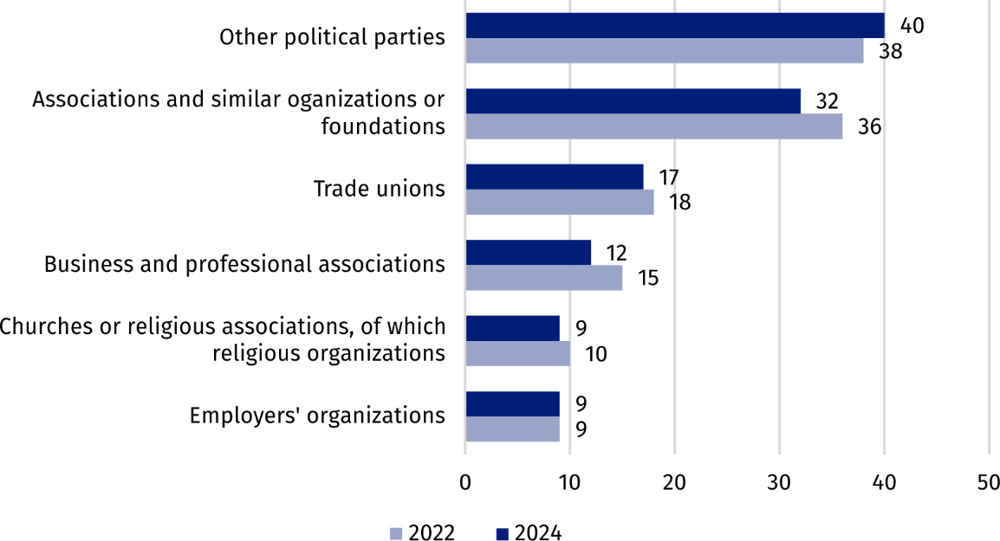 Other political parties
40
38
Associations and similar oganizations or
foundations
32
36
Trade unions
17
18
Business and professional associations
12
15
Churches or religious associations, of which
religious organizations
9
10
Employers' organizations
9
9
0 10 20 30 40 50
2022 2024